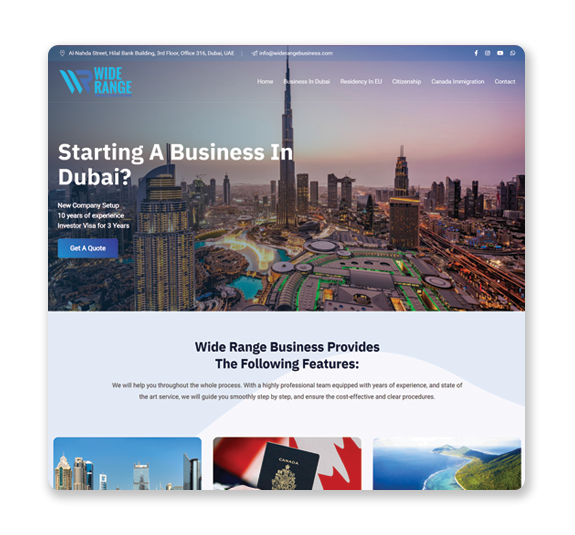 Al-Nahda Street, Hilal Bank Building, 3rd Floor, Office 316, Dubai, UAE | info@widerangebusiness.com
WR WIDE RANGE
Home Business In Dubai Residency In EU Citizenship Canada Immigration Contact
Starting A Business In
Dubai?
New Company Setup
10 years of experience
Investor Visa for 3 Years
Get A Quote
Wide Range Business Provides
The Following Features:
We will help you throughout the whole process. With a highly professional team equipped with years of experience, and state of
the art service, we will guide you smoothly step by step, and ensure the cost-effective and clear procedures.
CANADA